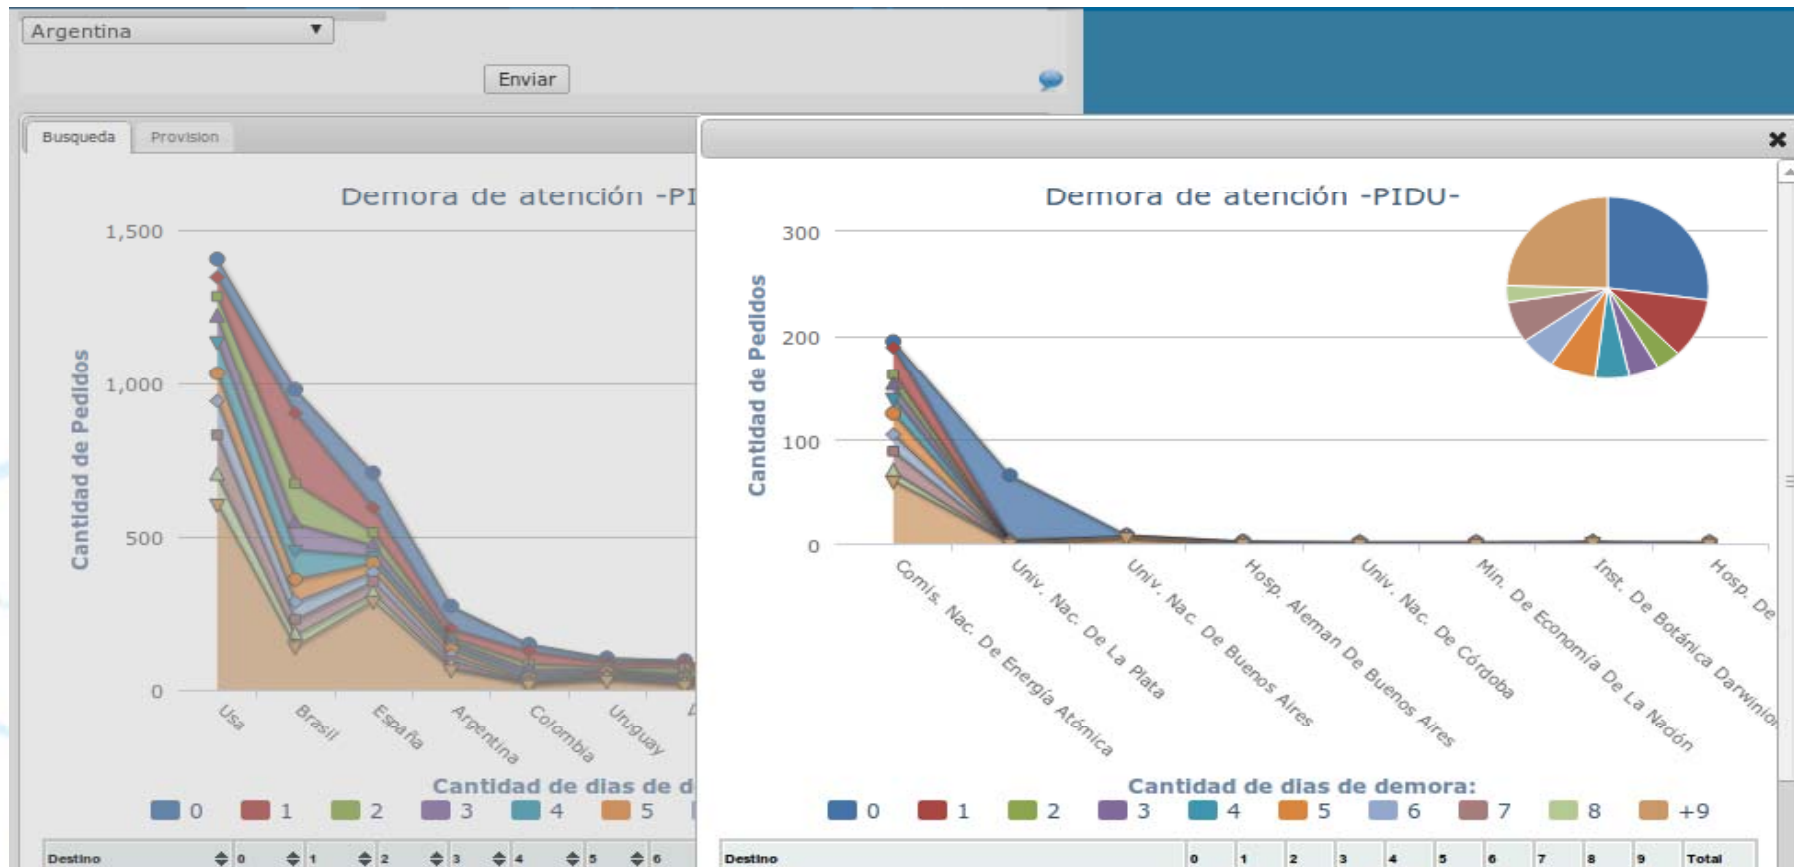 Argentina
Enviar
Busqueda
Provision
Demora de atención -PI
1,500
1,000
500
0
Cantidad de Pedidos
Usa
Brasil
España
Argentina
Colombia
Uruguay
Cantidad de dias de d
0 1 2 3 4 5
Destino 0 1 2 3 4 5 6
Demora de atención -PIDU-
300
200
100
0
Cantidad de Pedidos
Comis. Nac. De Energía Atómica
Univ. Nac. De La Plata
Univ. Nac. De Buenos Aires
Hosp. Aleman De Buenos Aires
Univ. Nac. De Córdoba
Min. De Economía De La Nación
Inst. De Botánica Darwinion
Hosp. De
Cantidad de dias de demora:
0 1 2 3 4 5 6 7 8 +9
Destino 0 1 2 3 4 5 6 7 8 9 Total